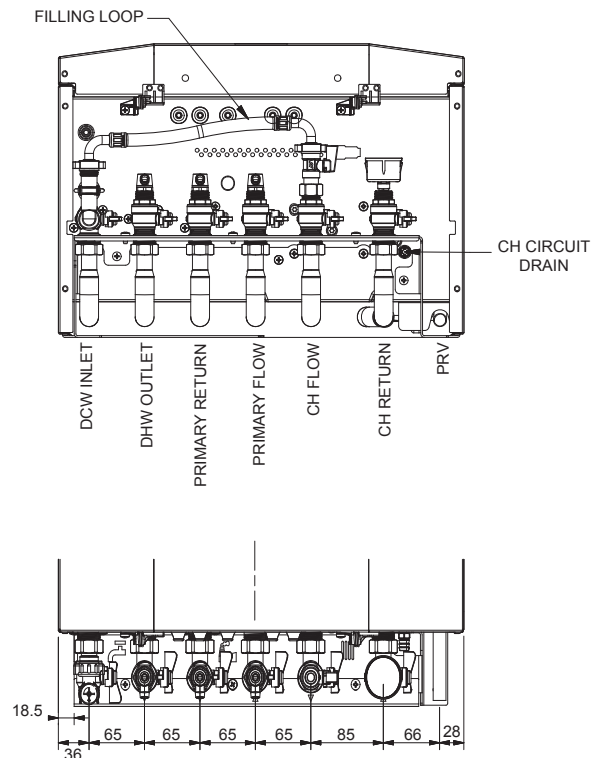 FILLING LOOP
CH CIRCUIT
DRAIN
DCW INLET
DHW OUTLET
PRIMARY RETURN
PRIMARY FLOW
CH FLOW
CH RETURN
PRV
18.5
36
65
65
65
65
85
66
28